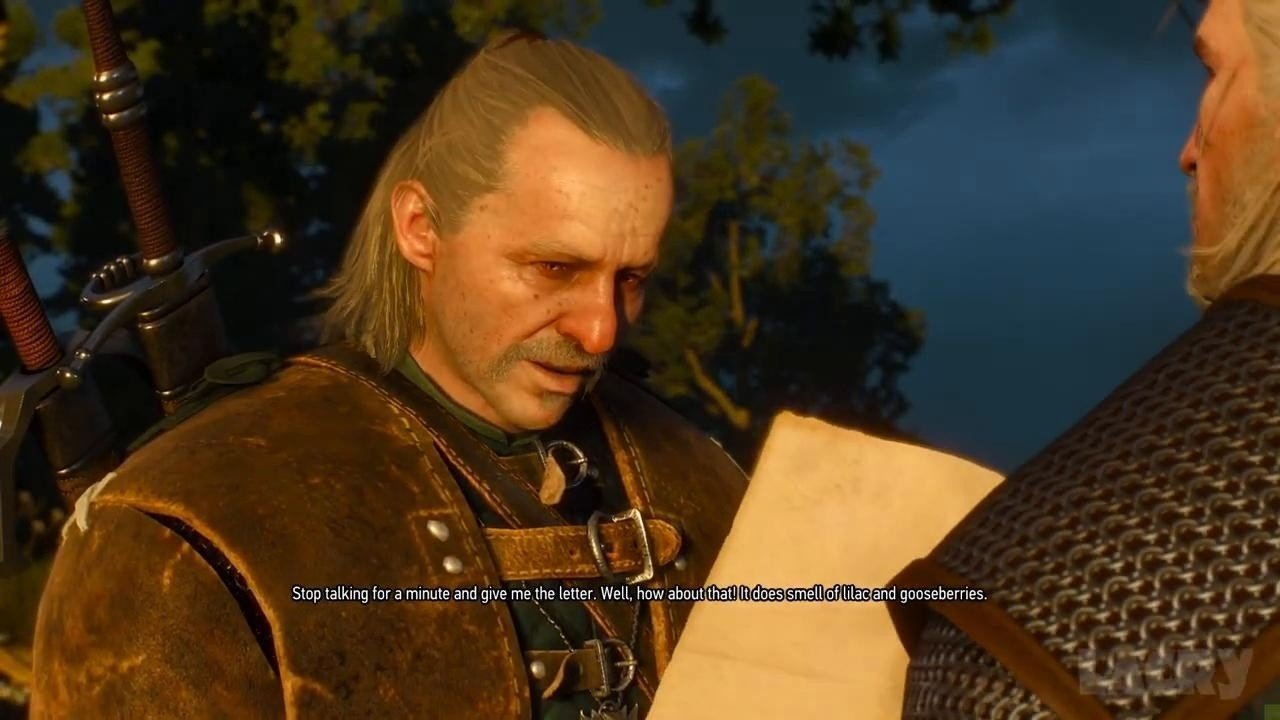 Stop talking for a minute and give me the letter. Well, how about that! It does smell of lilac and gooseberries.